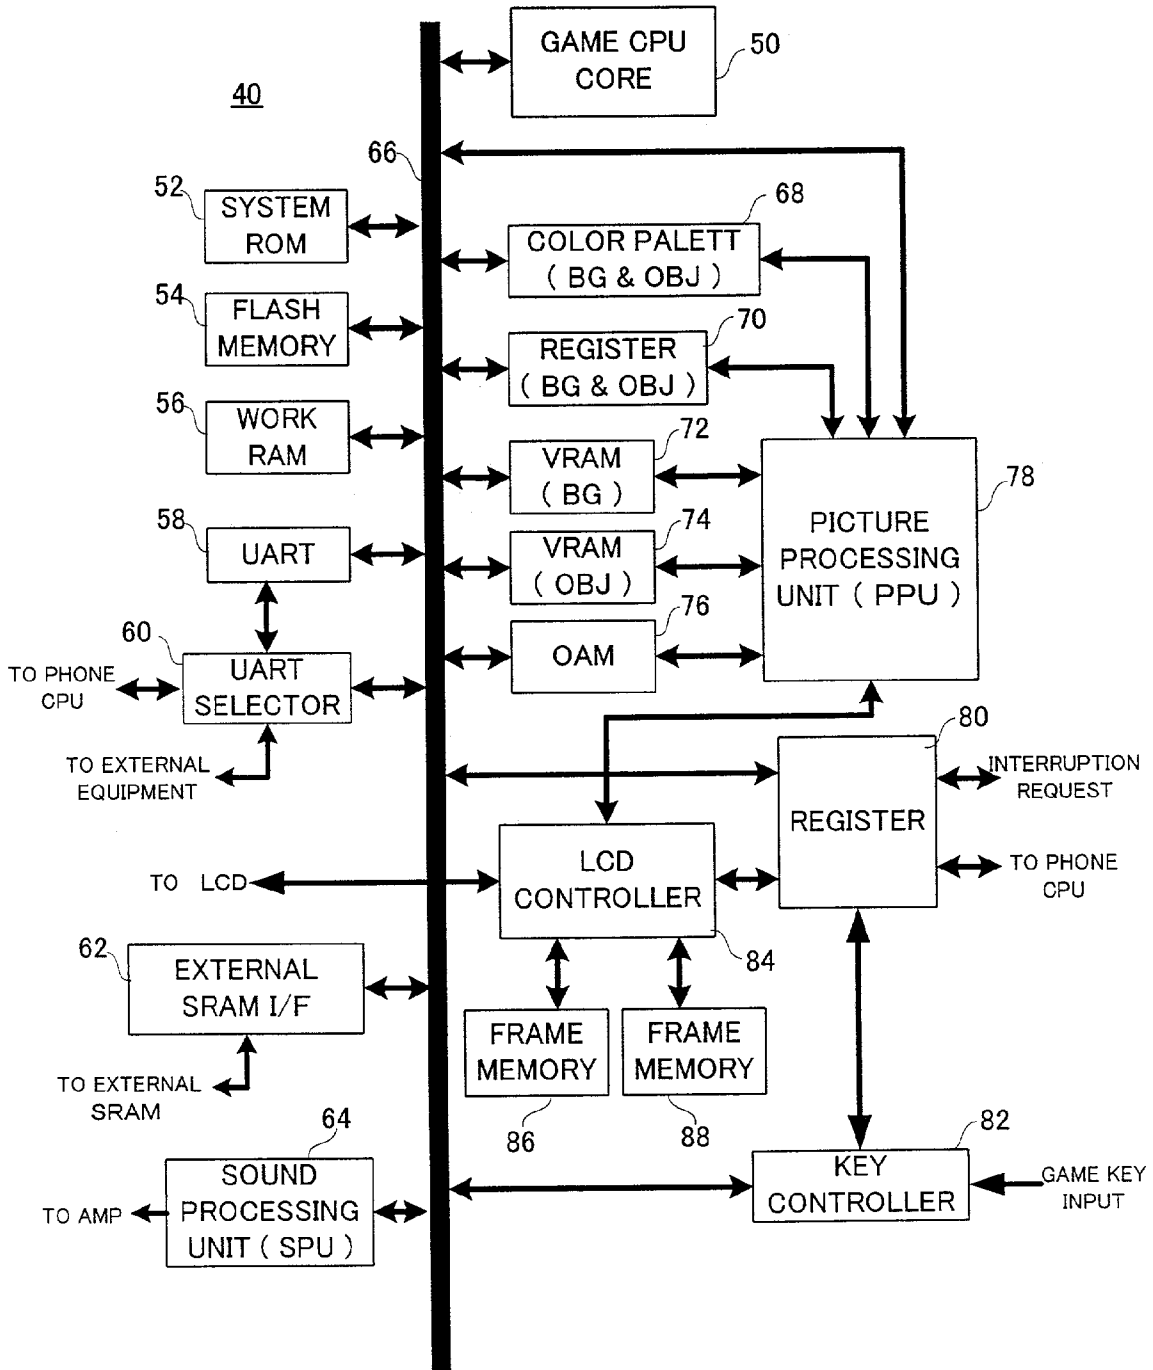 GAME CPU
CORE
50
40
66
52
SYSTEM
ROM
68
COLOR PALETT
( BG & OBJ )
54
FLASH
MEMORY
70
REGISTER
( BG & OBJ )
56
WORK
RAM
72
VRAM
( BG )
78
PICTURE
PROCESSING
UNIT ( PPU )
58
UART
74
VRAM
( OBJ )
76
OAM
60
UART
SELECTOR
TO PHONE
CPU
TO EXTERNAL
EQUIPMENT
80
REGISTER
INTERRUPTION
REQUEST
TO PHONE
CPU
LCD
CONTROLLER
84
TO LCD
62
EXTERNAL
SRAM I/F
TO EXTERNAL
SRAM
FRAME
MEMORY
86
FRAME
MEMORY
88
64
SOUND
PROCESSING
UNIT ( SPU )
TO AMP
82
KEY
CONTROLLER
GAME KEY
INPUT